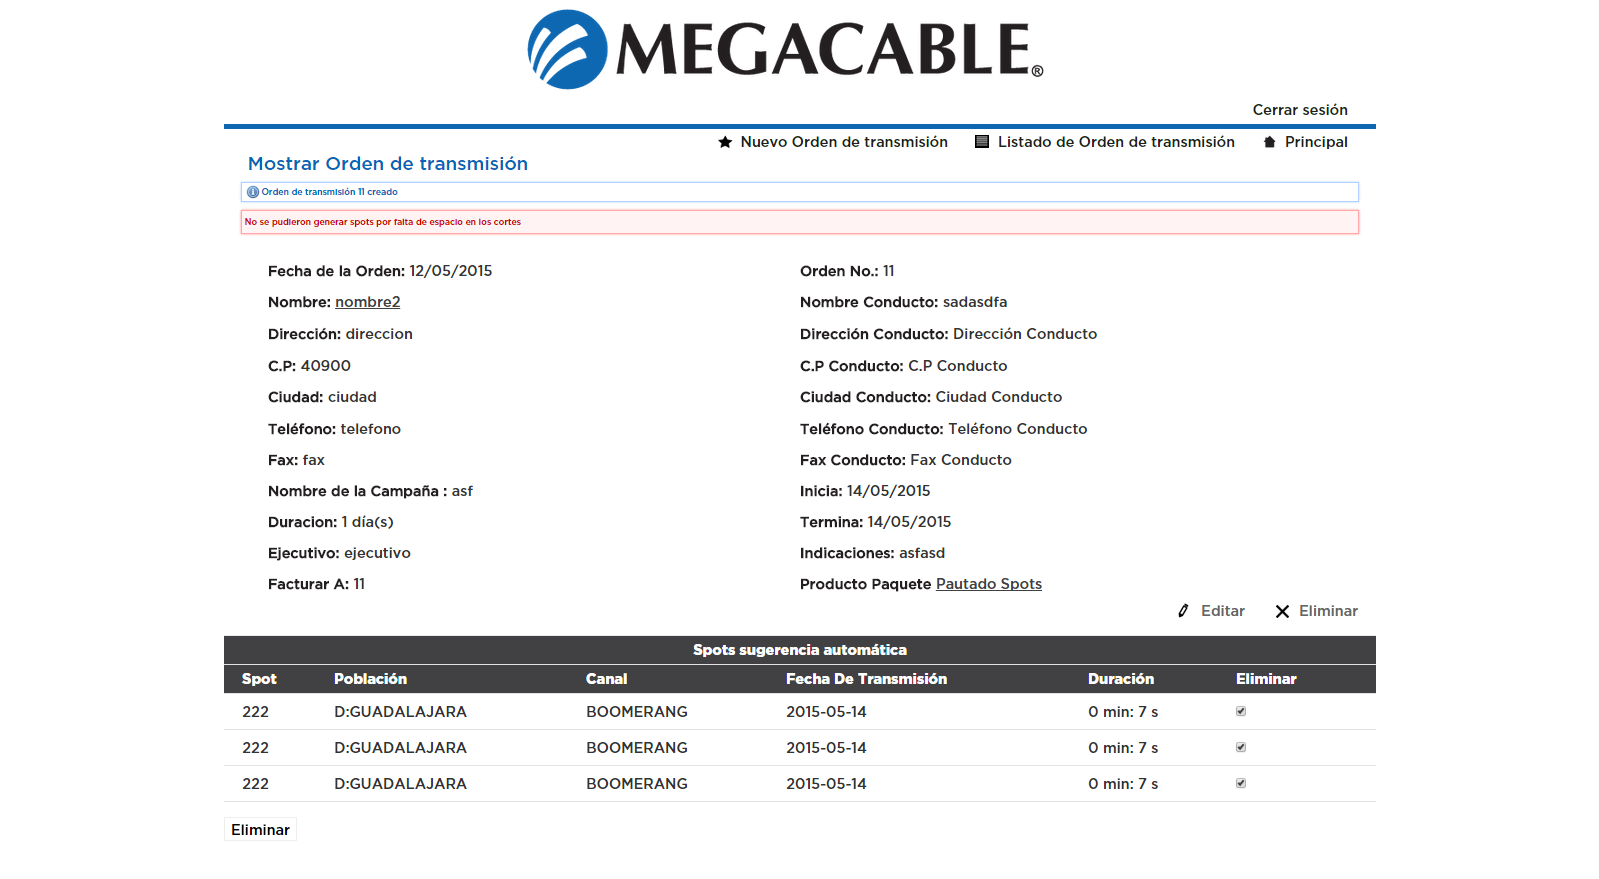 MEGACABLE®
Cerrar sesión
Nuevo Orden de transmisión Listado de Orden de transmisión Principal
Mostrar Orden de transmisión
Orden de transmisión 11 creado
No se pudieron generar spots por falta de espacio en los cortes
Fecha de la Orden: 12/05/2015 Orden No.: 11
Nombre: nombre2 Nombre Conducto: sadasdfa
Dirección: direccion Dirección Conducto: Dirección Conducto
C.P: 40900 C.P Conducto: C.P Conducto
Ciudad: ciudad Ciudad Conducto: Ciudad Conducto
Teléfono: telefono Teléfono Conducto: Teléfono Conducto
Fax: fax Fax Conducto: Fax Conducto
Nombre de la Campaña : asf Inicia: 14/05/2015
Duracion: 1 día(s) Termina: 14/05/2015
Ejecutivo: ejecutivo Indicaciones: asfasd
Facturar A: 11 Producto Paquete Pautado Spots
Editar Eliminar
Spots sugerencia automática
Spot Población Canal Fecha De Transmisión Duración Eliminar
222 D:GUADALAJARA BOOMERANG 2015-05-14 0 min: 7 s
222 D:GUADALAJARA BOOMERANG 2015-05-14 0 min: 7 s
222 D:GUADALAJARA BOOMERANG 2015-05-14 0 min: 7 s
Eliminar